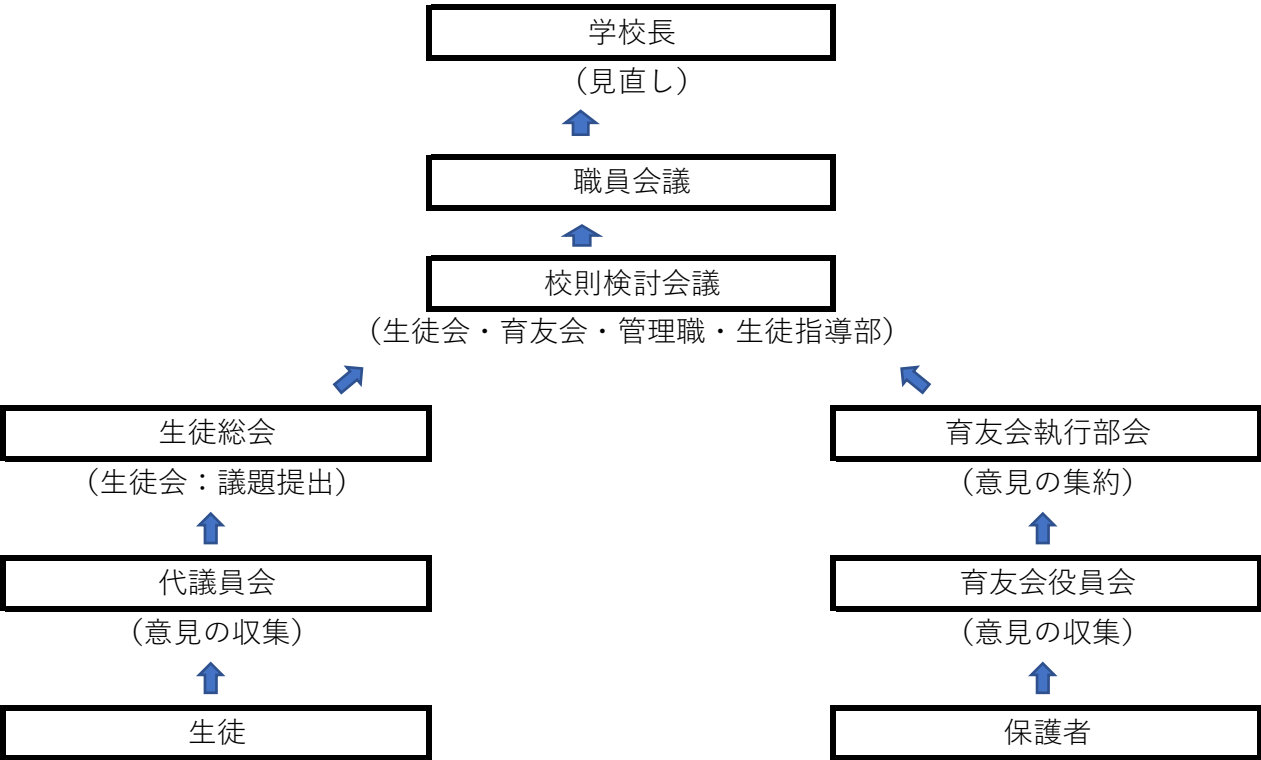 学校長
（見直し）
職員会議
校則検討会議
（生徒会・育友会・管理職・生徒指導部）
生徒総会
育友会執行部会
（生徒会：議題提出）
（意見の集約）
代議員会
育友会役員会
（意見の収集）
（意見の収集）
生徒
保護者